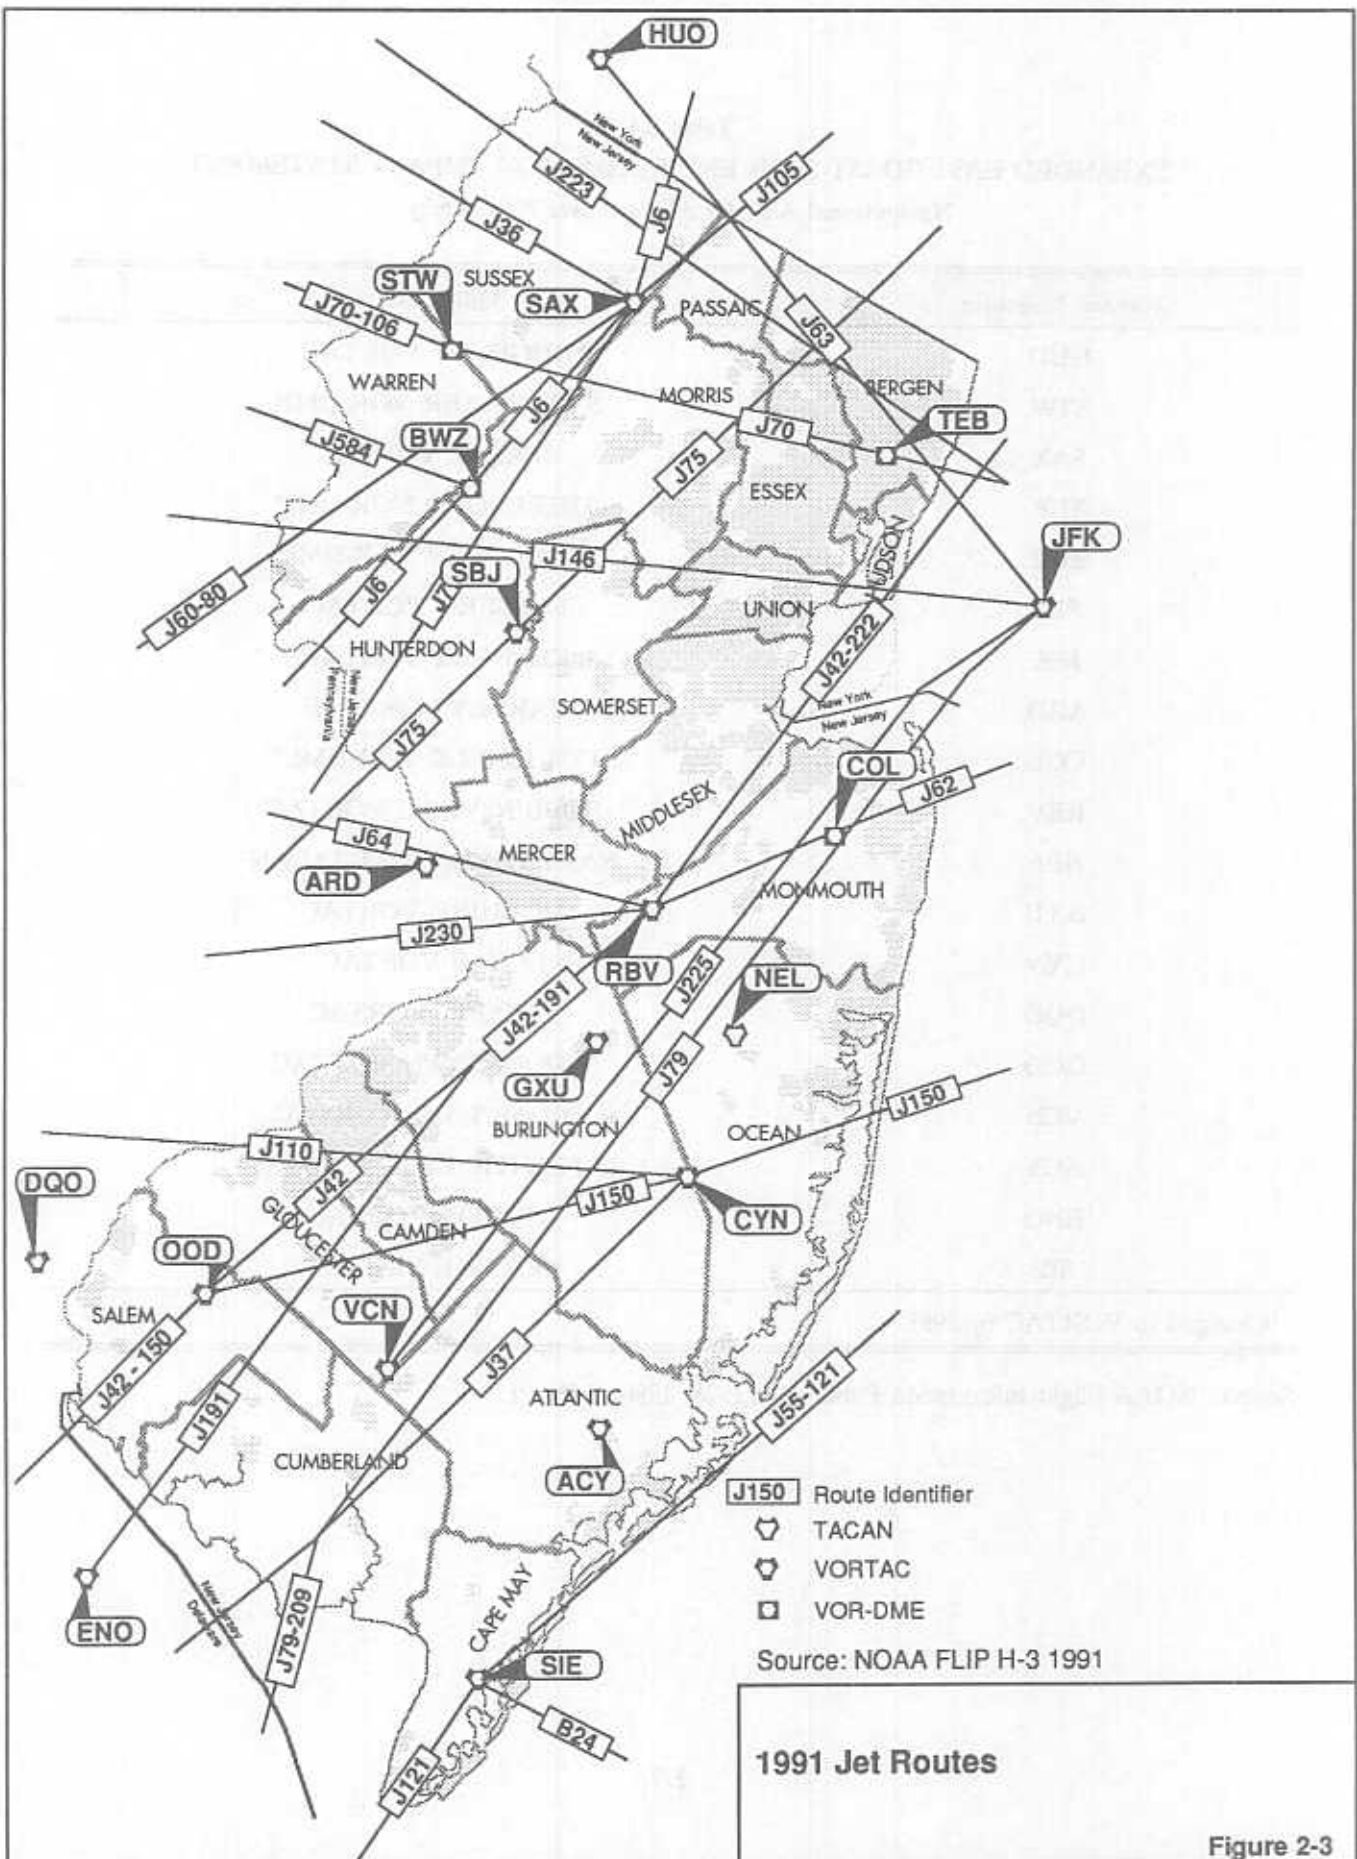 HUO
New York
New Jersey
J223
J6
J105
J36
STW
SUSSEX
SAX
PASSAIC
J70-106
J63
WARREN
MORRIS
BERGEN
J6
TEB
J70
J584
BWZ
J75
ESSEX
JFK
J146
HUDSON
SBJ
J6
J60-80
UNION
HUNTERDON
J42-222
New Jersey
Pennsylvania
SOMERSET
New York
New Jersey
J75
COL
J62
MIDDLESEX
J64
MERCER
ARD
MONMOUTH
J230
RBV
J225
NEL
J42-191
J79
GXU
J150
BURLINGTON
OCEAN
J110
DQO
J42
J150
CYN
GLOUCESTER
CAMDEN
OOD
VCN
SALEM
J42 - 150
J37
J191
ATLANTIC
J55-121
CUMBERLAND
ACY
J150 Route Identifier
TACAN
VORTAC
VOR-DME
ENO
New Jersey
Delaware
J79-209
CAPE MAY
SIE
Source: NOAA FLIP H-3 1991
B24
J121
1991 Jet Routes
Figure 2-3